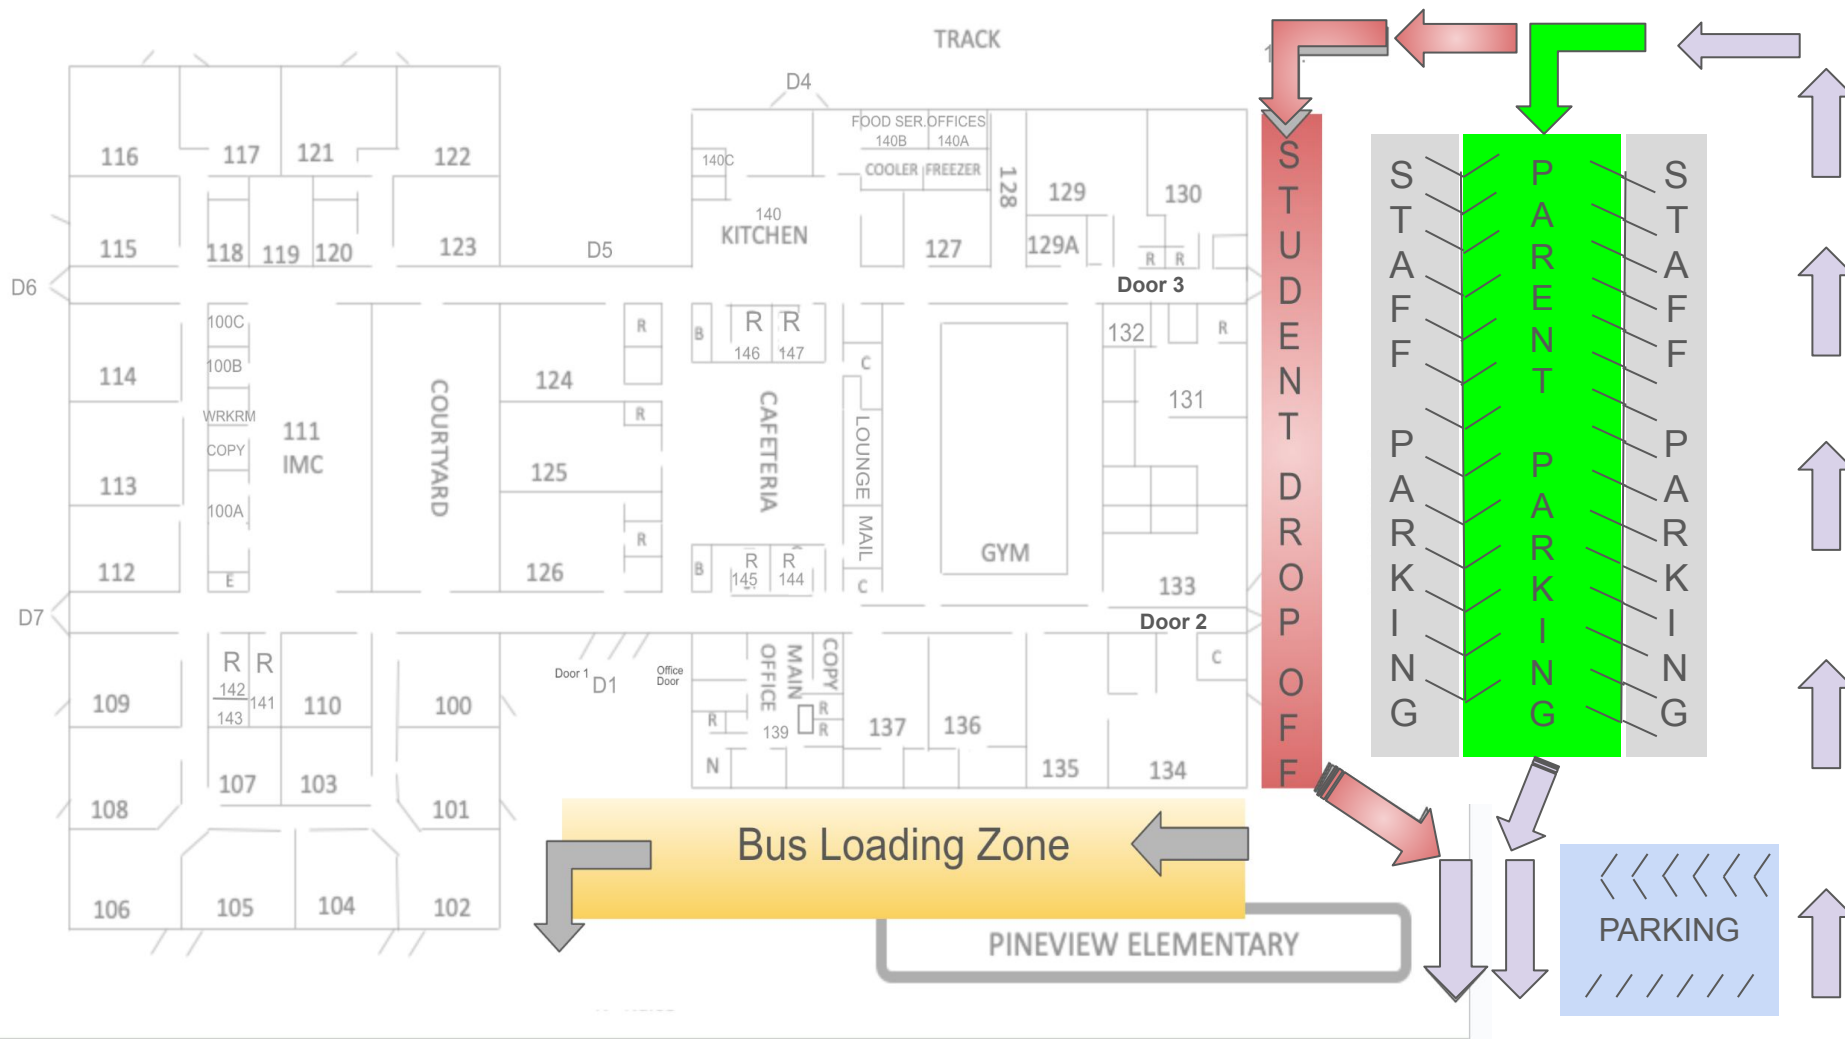 TRACK
D4
FOOD SER.OFFICES
140B 140A
COOLER FREEZER
140C
116 117 121 122
128 129 130
140
KITCHEN
115 118 119 120 123
D5
127 129A
R R
D6
Door 3
100C
R
B
R R
146 147
132
R
C
100B
114
124
131
WRKRM
COPY
111
IMC
COURTYARD
R
CAFETERIA
LOUNGE
113
125
100A
R
MAIL
GYM
112
E
126
B
R R
145 144
C
133
D7
Door 2
R R
142
141
143
Door 1
D1
Office
Door
MAIN
OFFICE
COPY
C
109 110 100
R
139
R
R
137 136
107 103
N
135 134
108 101
106 105 104 102
Bus Loading Zone
PINEVIEW ELEMENTARY
STUDENT DROP OFF
STAFF PARKING
PARENT PARKING
STAFF PARKING
PARKING